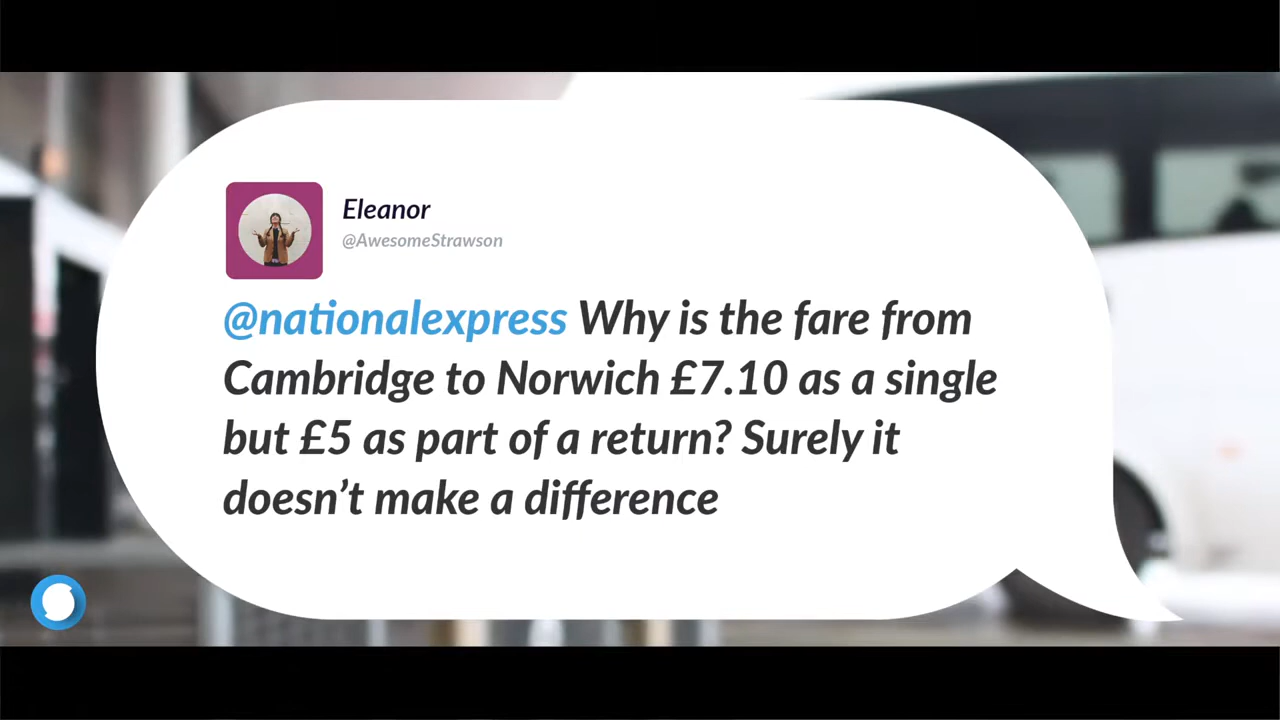 Eleanor
@AwesomeStrawson
@nationalexpress Why is the fare from
Cambridge to Norwich £7.10 as a single
but £5 as part of a return? Surely it
doesn’t make a difference